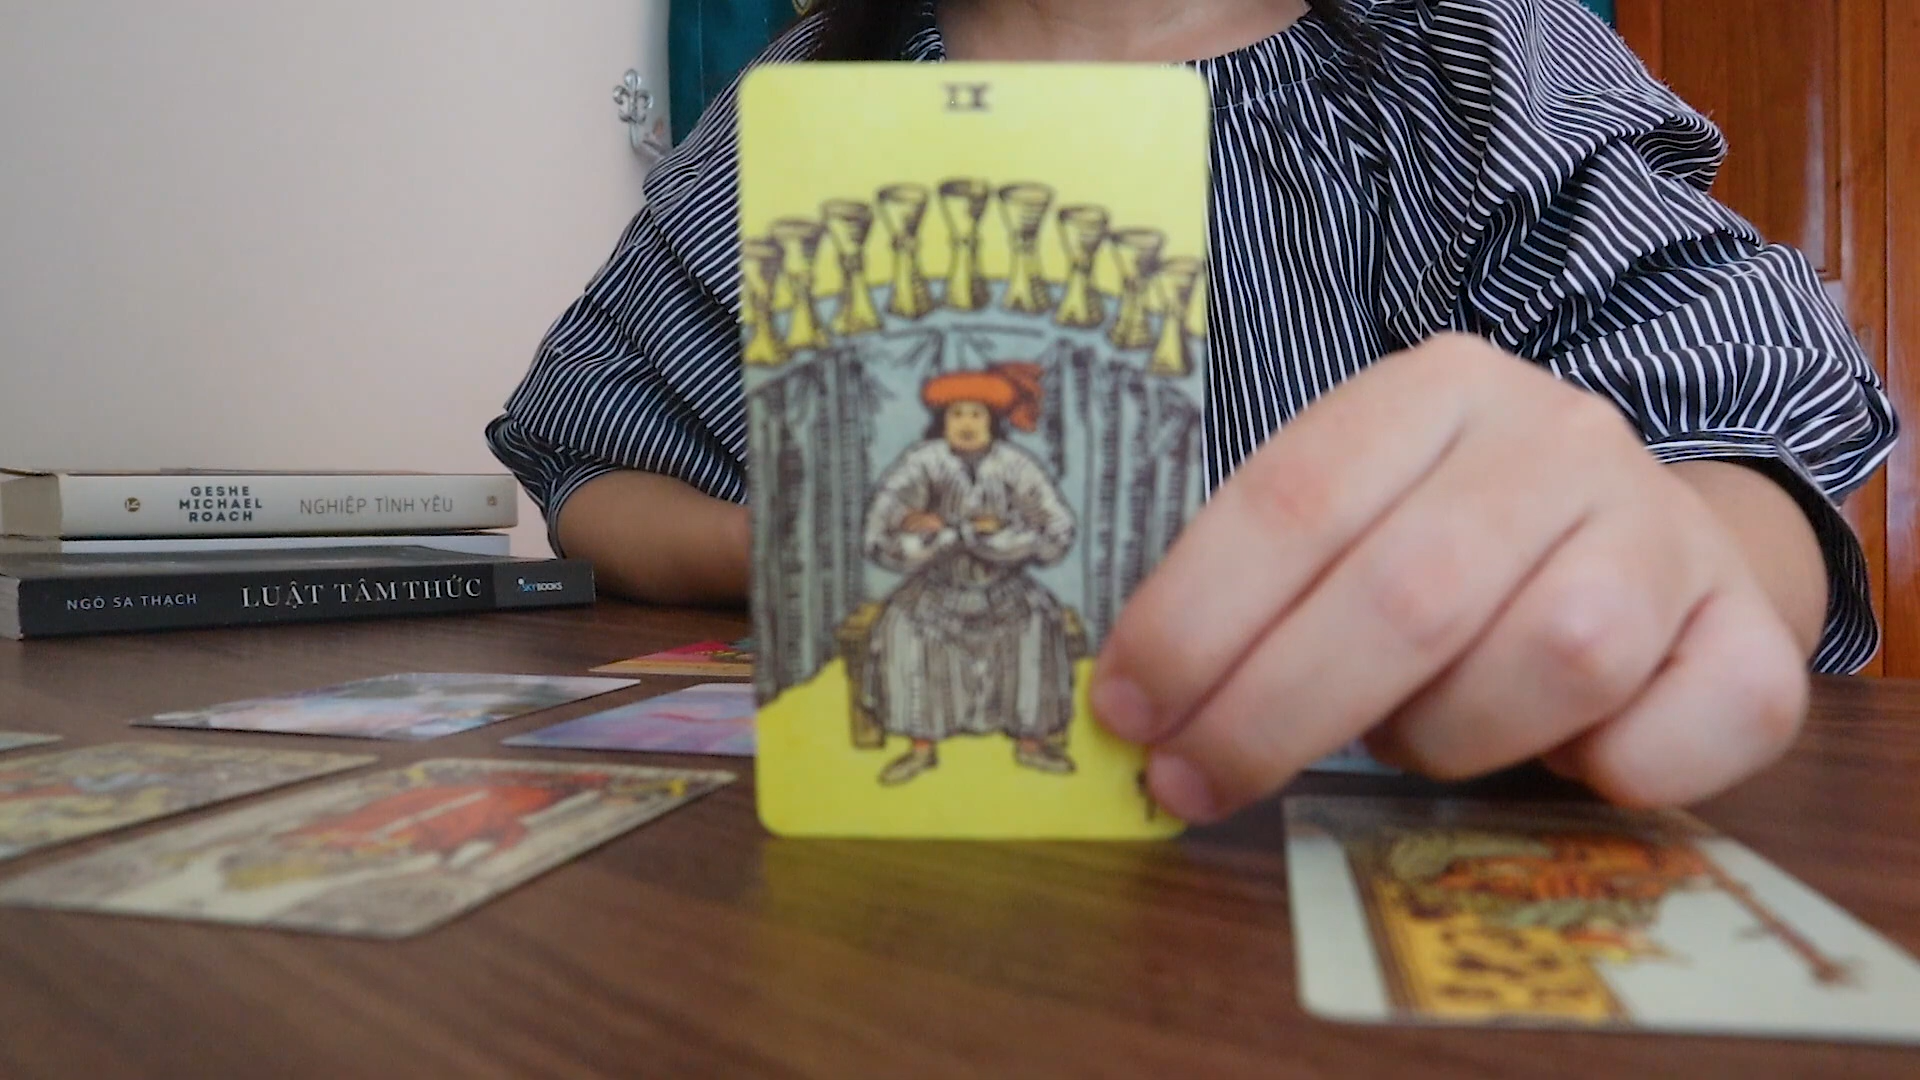 IX
GESHE
MICHAEL
ROACH
NGHIỆP TÌNH YÊU
NGÔ SA THẠCH LUẬT TÂM THỨC SKYBOOKS